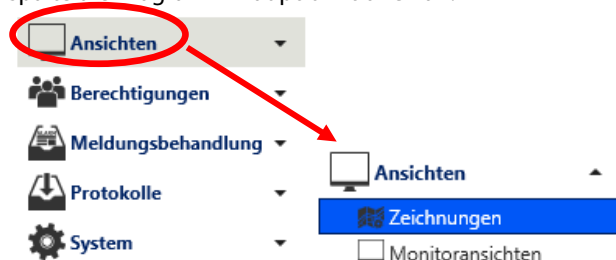 Ansichten
Berechtigungen
Meldungsbehandlung
Protokolle
System
Ansichten
Zeichnungen
Monitoransichten